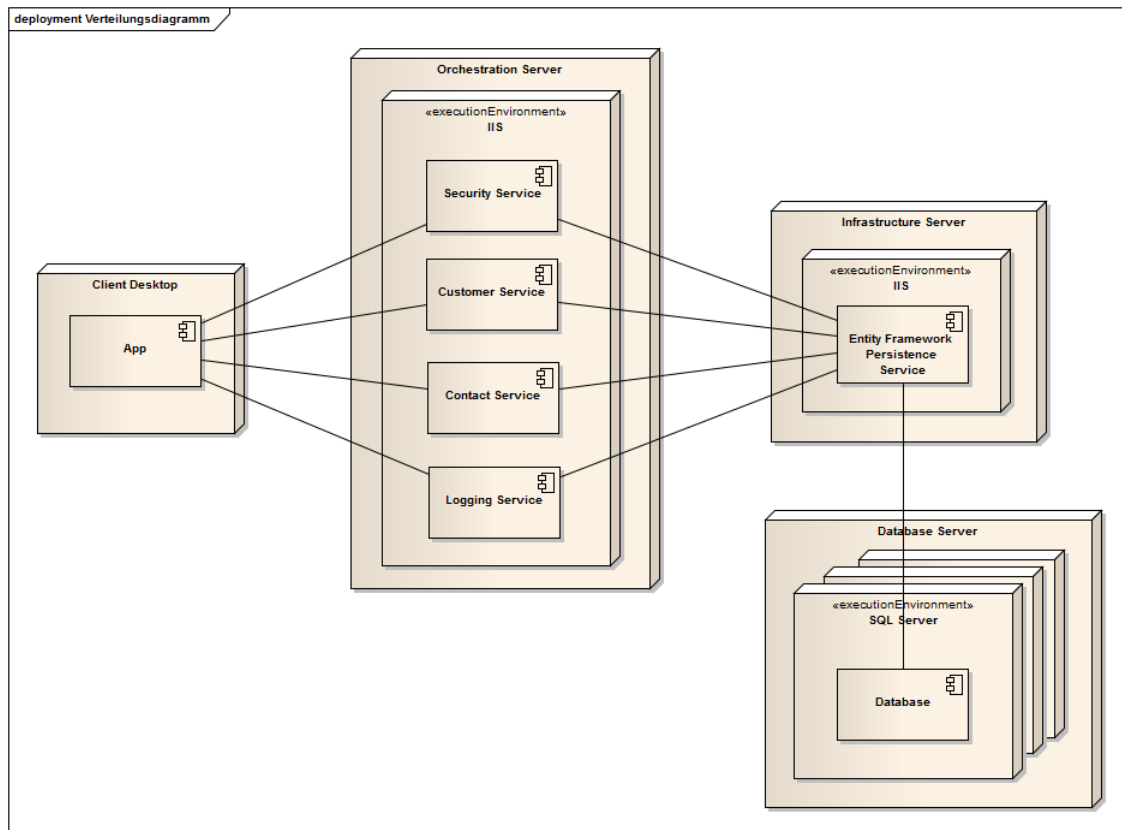 deployment Verteilungsdiagramm
Orchestration Server
«executionEnvironment»
IIS
Security Service
Customer Service
Contact Service
Logging Service
Client Desktop
App
Infrastructure Server
«executionEnvironment»
IIS
Entity Framework
Persistence
Service
Database Server
«executionEnvironment»
SQL Server
Database